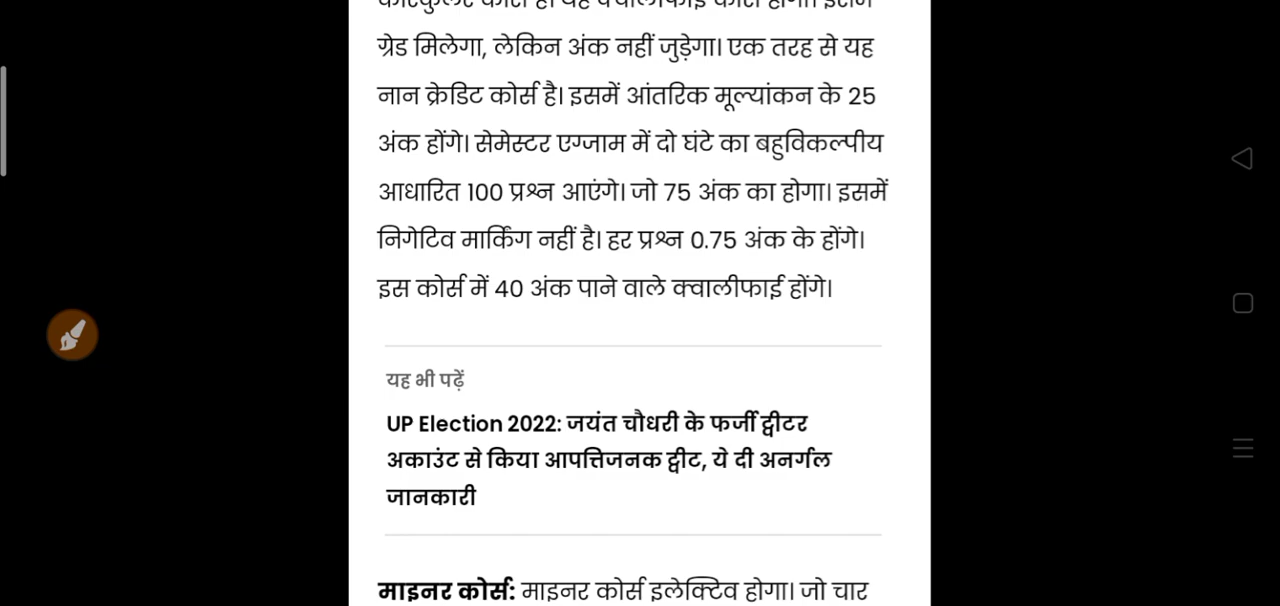 ग्रेड मिलेगा, लेकिन अंक नहीं जुड़ेगा। एक तरह से यह
नान क्रेडिट कोर्स है। इसमें आंतरिक मूल्यांकन के 25
अंक होंगे। सेमेस्टर एग्जाम में दो घंटे का बहुविकल्पीय
आधारित 100 प्रश्न आएंगे। जो 75 अंक का होगा। इसमें
निगेटिव मार्किंग नहीं है। हर प्रश्न 0.75 अंक के होंगे।
इस कोर्स में 40 अंक पाने वाले क्वालीफाई होंगे।
यह भी पढ़ें
UP Election 2022: जयंत चौधरी के फर्जी ट्वीटर
अकाउंट से किया आपत्तिजनक ट्वीट, ये दी अनर्गल
जानकारी
माइनर कोर्स: माइनर कोर्स इलेक्टिव होगा। जो चार